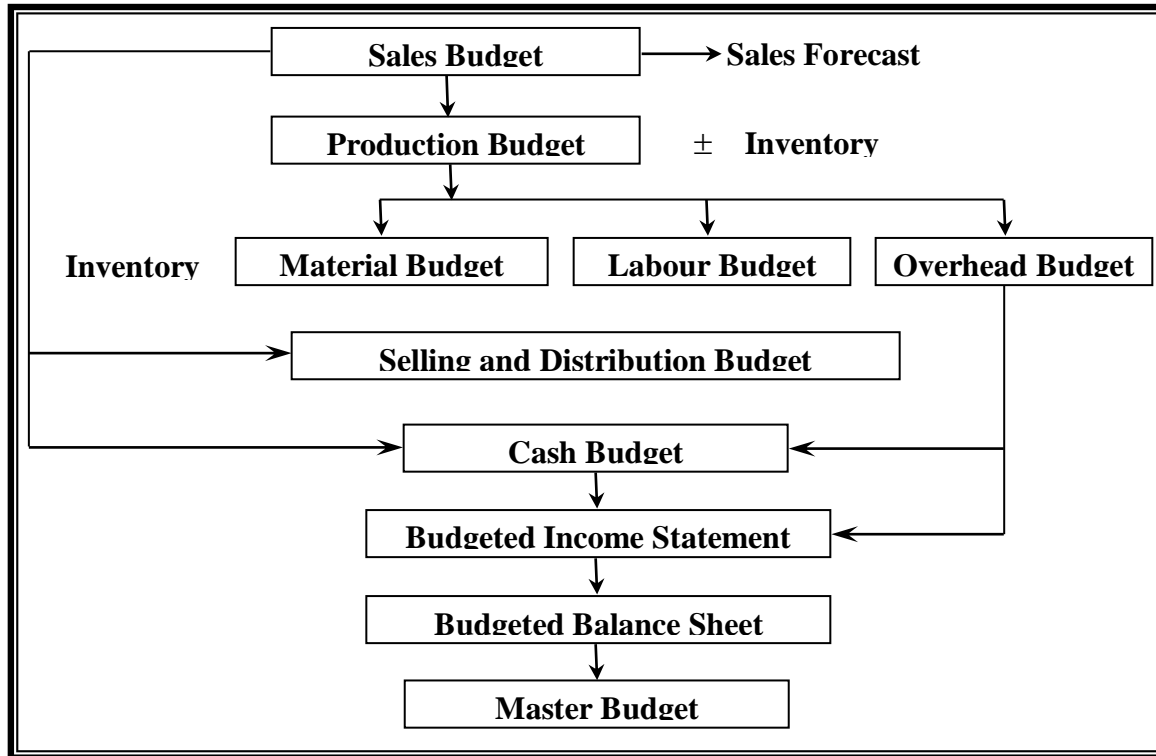 Sales Budget Sales Forecast
Production Budget ± Inventory
Inventory Material Budget Labour Budget Overhead Budget
Selling and Distribution Budget
Cash Budget
Budgeted Income Statement
Budgeted Balance Sheet
Master Budget